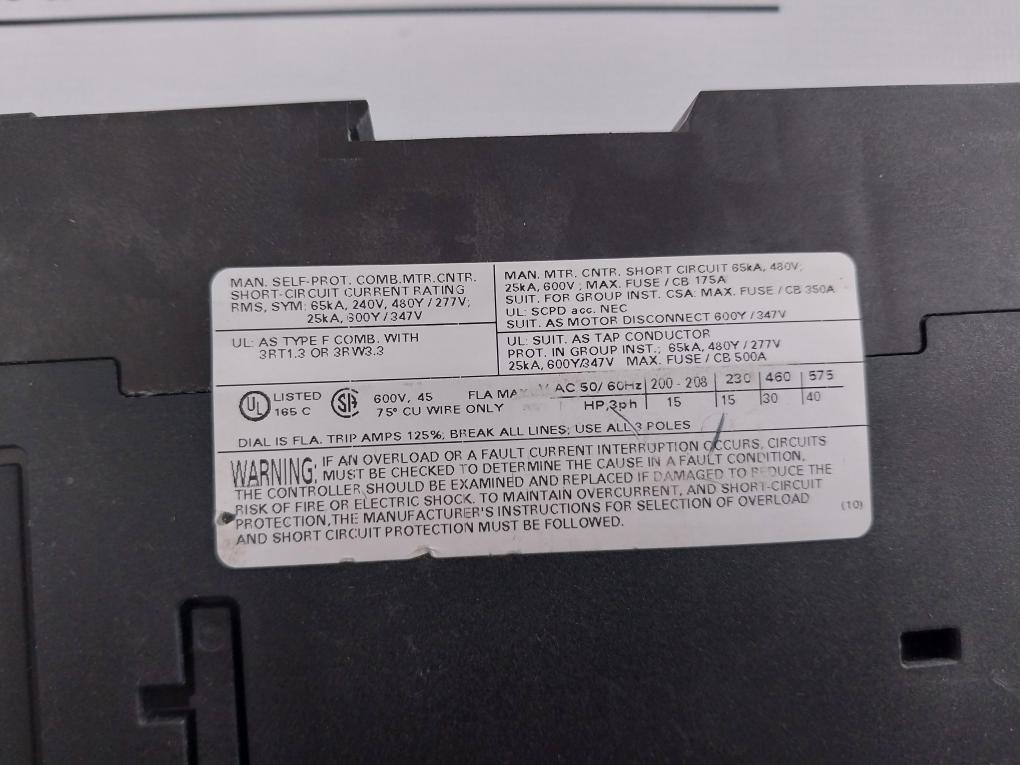 MAN. SELF-PROT. COMB.MTR.CNTR.
SHORT-CIRCUIT CURRENT RATING
RMS, SYM: 65kA, 240V, 480Y / 277V;
25kA, 600Y / 347V
UL: AS TYPE F COMB. WITH
3RT1.3 OR 3RW3.3
MAN. MTR. CNTR. SHORT CIRCUIT 65kA, 480V;
25kA, 600V ; MAX. FUSE / CB 175A
SUIT. FOR GROUP INST. CSA: MAX. FUSE / CB 350A
UL: SCPD acc. NEC
SUIT. AS MOTOR DISCONNECT 600Y / 347V
UL: SUIT. AS TAP CONDUCTOR
PROT. IN GROUP INST.: 65kA, 480Y / 277V
25kA, 600Y/347V MAX. FUSE / CB 500A
UL LISTED
165 C
SA
600V, 45 FLA MAX
75° CU WIRE ONLY
V AC 50/ 60Hz 200 - 208 230 460 575
HP,3ph 15 15 30 40
DIAL IS FLA. TRIP AMPS 125%; BREAK ALL LINES; USE ALL 3 POLES
WARNING: IF AN OVERLOAD OR A FAULT CURRENT INTERRUPTION OCCURS, CIRCUITS
MUST BE CHECKED TO DETERMINE THE CAUSE IN A FAULT CONDITION,
THE CONTROLLER SHOULD BE EXAMINED AND REPLACED IF DAMAGED TO REDUCE THE
RISK OF FIRE OR ELECTRIC SHOCK. TO MAINTAIN OVERCURRENT, AND SHORT-CIRCUIT
PROTECTION,THE MANUFACTURER'S INSTRUCTIONS FOR SELECTION OF OVERLOAD
AND SHORT CIRCUIT PROTECTION MUST BE FOLLOWED.
(10)